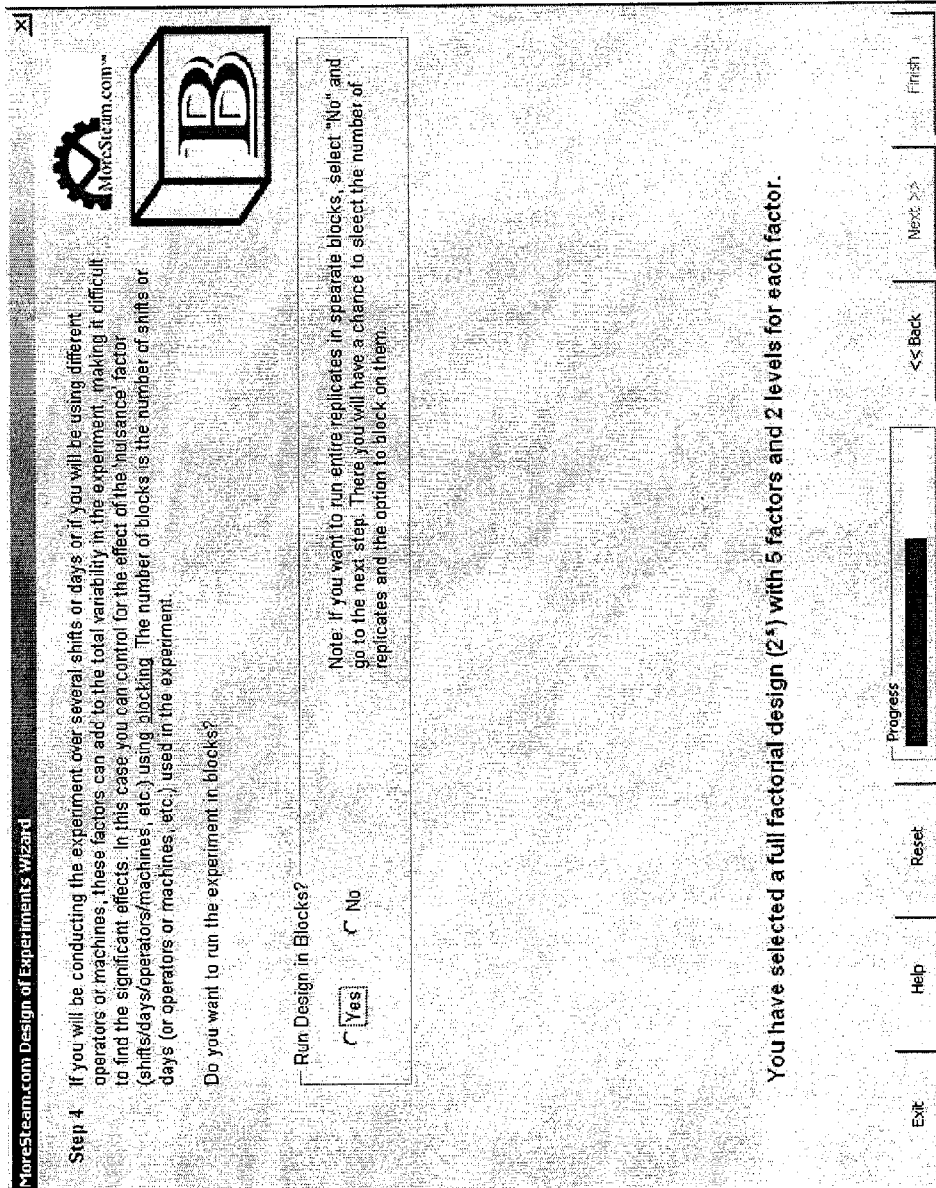 MoreSteam.com Design of Experiments Wizard
Step 4
If you will be conducting the experiment over several shifts or days or if you will be using different
operators or machines, these factors can add to the total variability in the experiment, making it difficult
to find the significant effects. In this case you can control for the effect of the 'nuisance' factor
(shifts/days/operators/machines, etc.) using blocking. The number of blocks is the number of shifts or
days (or operators or machines, etc.) used in the experiment.
MoreSteam.com™
B
Do you want to run the experiment in blocks?
Run Design in Blocks?
Yes
No
Note: If you want to run entire replicates in spearate blocks, select "No" and
go to the next step. There you will have a chance to sleect the number of
replicates and the option to block on them.
You have selected a full factorial design (2⁵) with 5 factors and 2 levels for each factor.
Exit
Help
Reset
Progress
<< Back
Next >>
Finish